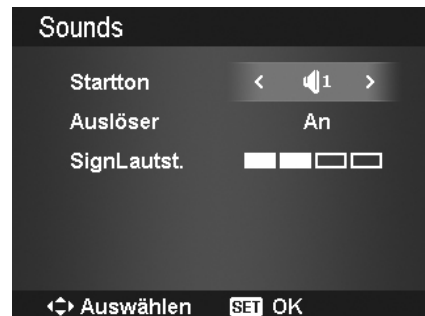 Sounds
Startton < 1 >
Auslöser An
SignLautst.
Auswählen SET OK